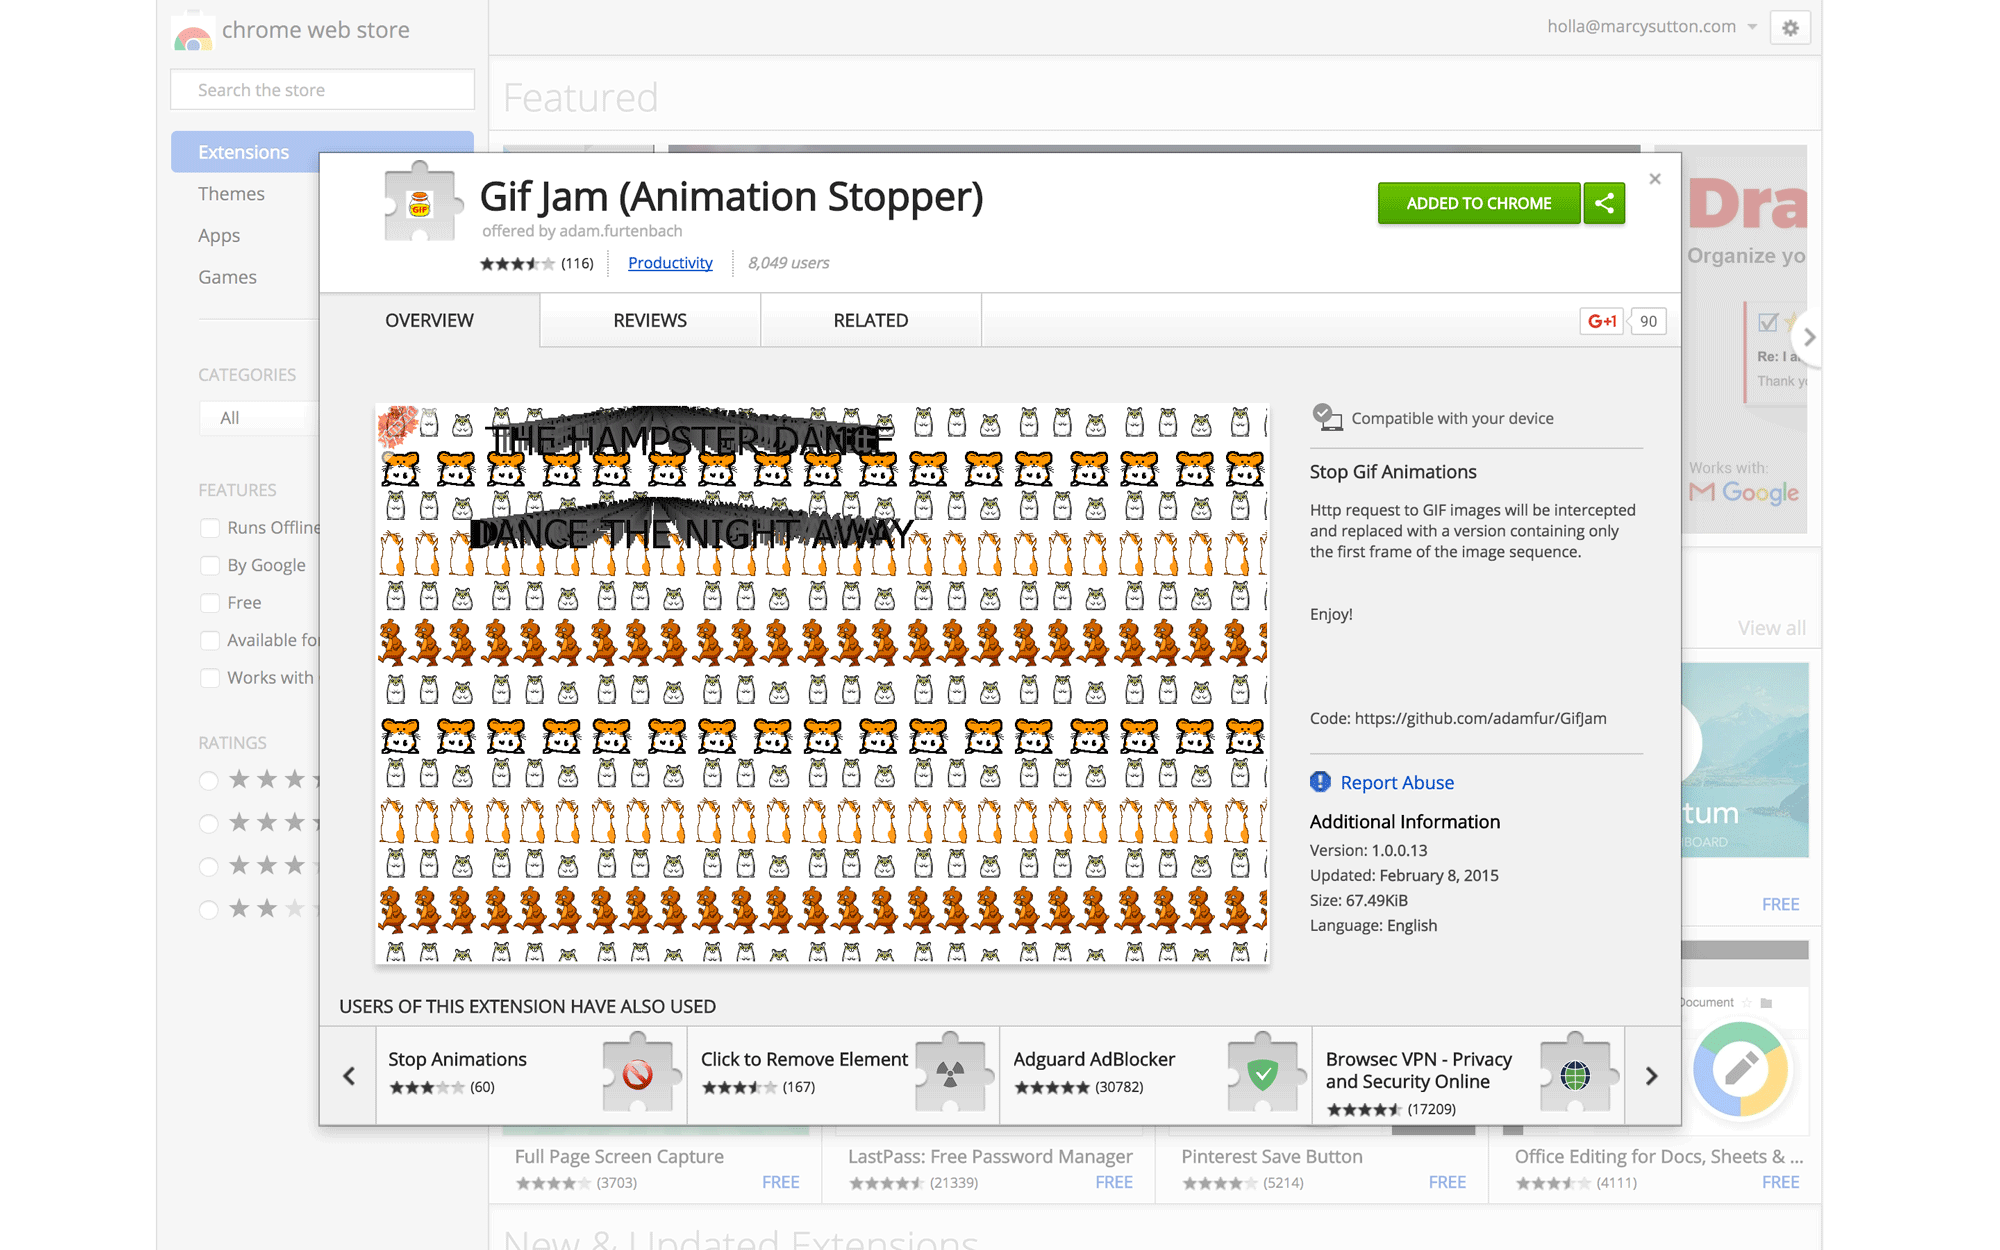 chrome web store
holla@marcysutton.com
Search the store
Featured
Extensions
Themes
Apps
Games
CATEGORIES
All
FEATURES
Runs Offline
By Google
Free
Available for
Works with
RATINGS
GIF
Gif Jam (Animation Stopper)
offered by adam.furtenbach
(116)
Productivity
8,049 users
ADDED TO CHROME
×
OVERVIEW
REVIEWS
RELATED
G+1
90
THE HAMPSTER DANCE
DANCE THE NIGHT AWAY
Compatible with your device
Stop Gif Animations
Http request to GIF images will be intercepted
and replaced with a version containing only
the first frame of the image sequence.
Enjoy!
Code: https://github.com/adamfur/GifJam
Report Abuse
Additional Information
Version: 1.0.0.13
Updated: February 8, 2015
Size: 67.49KiB
Language: English
USERS OF THIS EXTENSION HAVE ALSO USED
Stop Animations
(60)
Click to Remove Element
(167)
Adguard AdBlocker
(30782)
Browsec VPN - Privacy
and Security Online
(17209)
Dra
Organize yo
Re: I a
Thank y
Works with:
Google
View all
tum
BOARD
FREE
Document
Full Page Screen Capture
(3703)
FREE
LastPass: Free Password Manager
(21339)
FREE
Pinterest Save Button
(5214)
FREE
Office Editing for Docs, Sheets & ...
(4111)
FREE
New & Updated Extensions